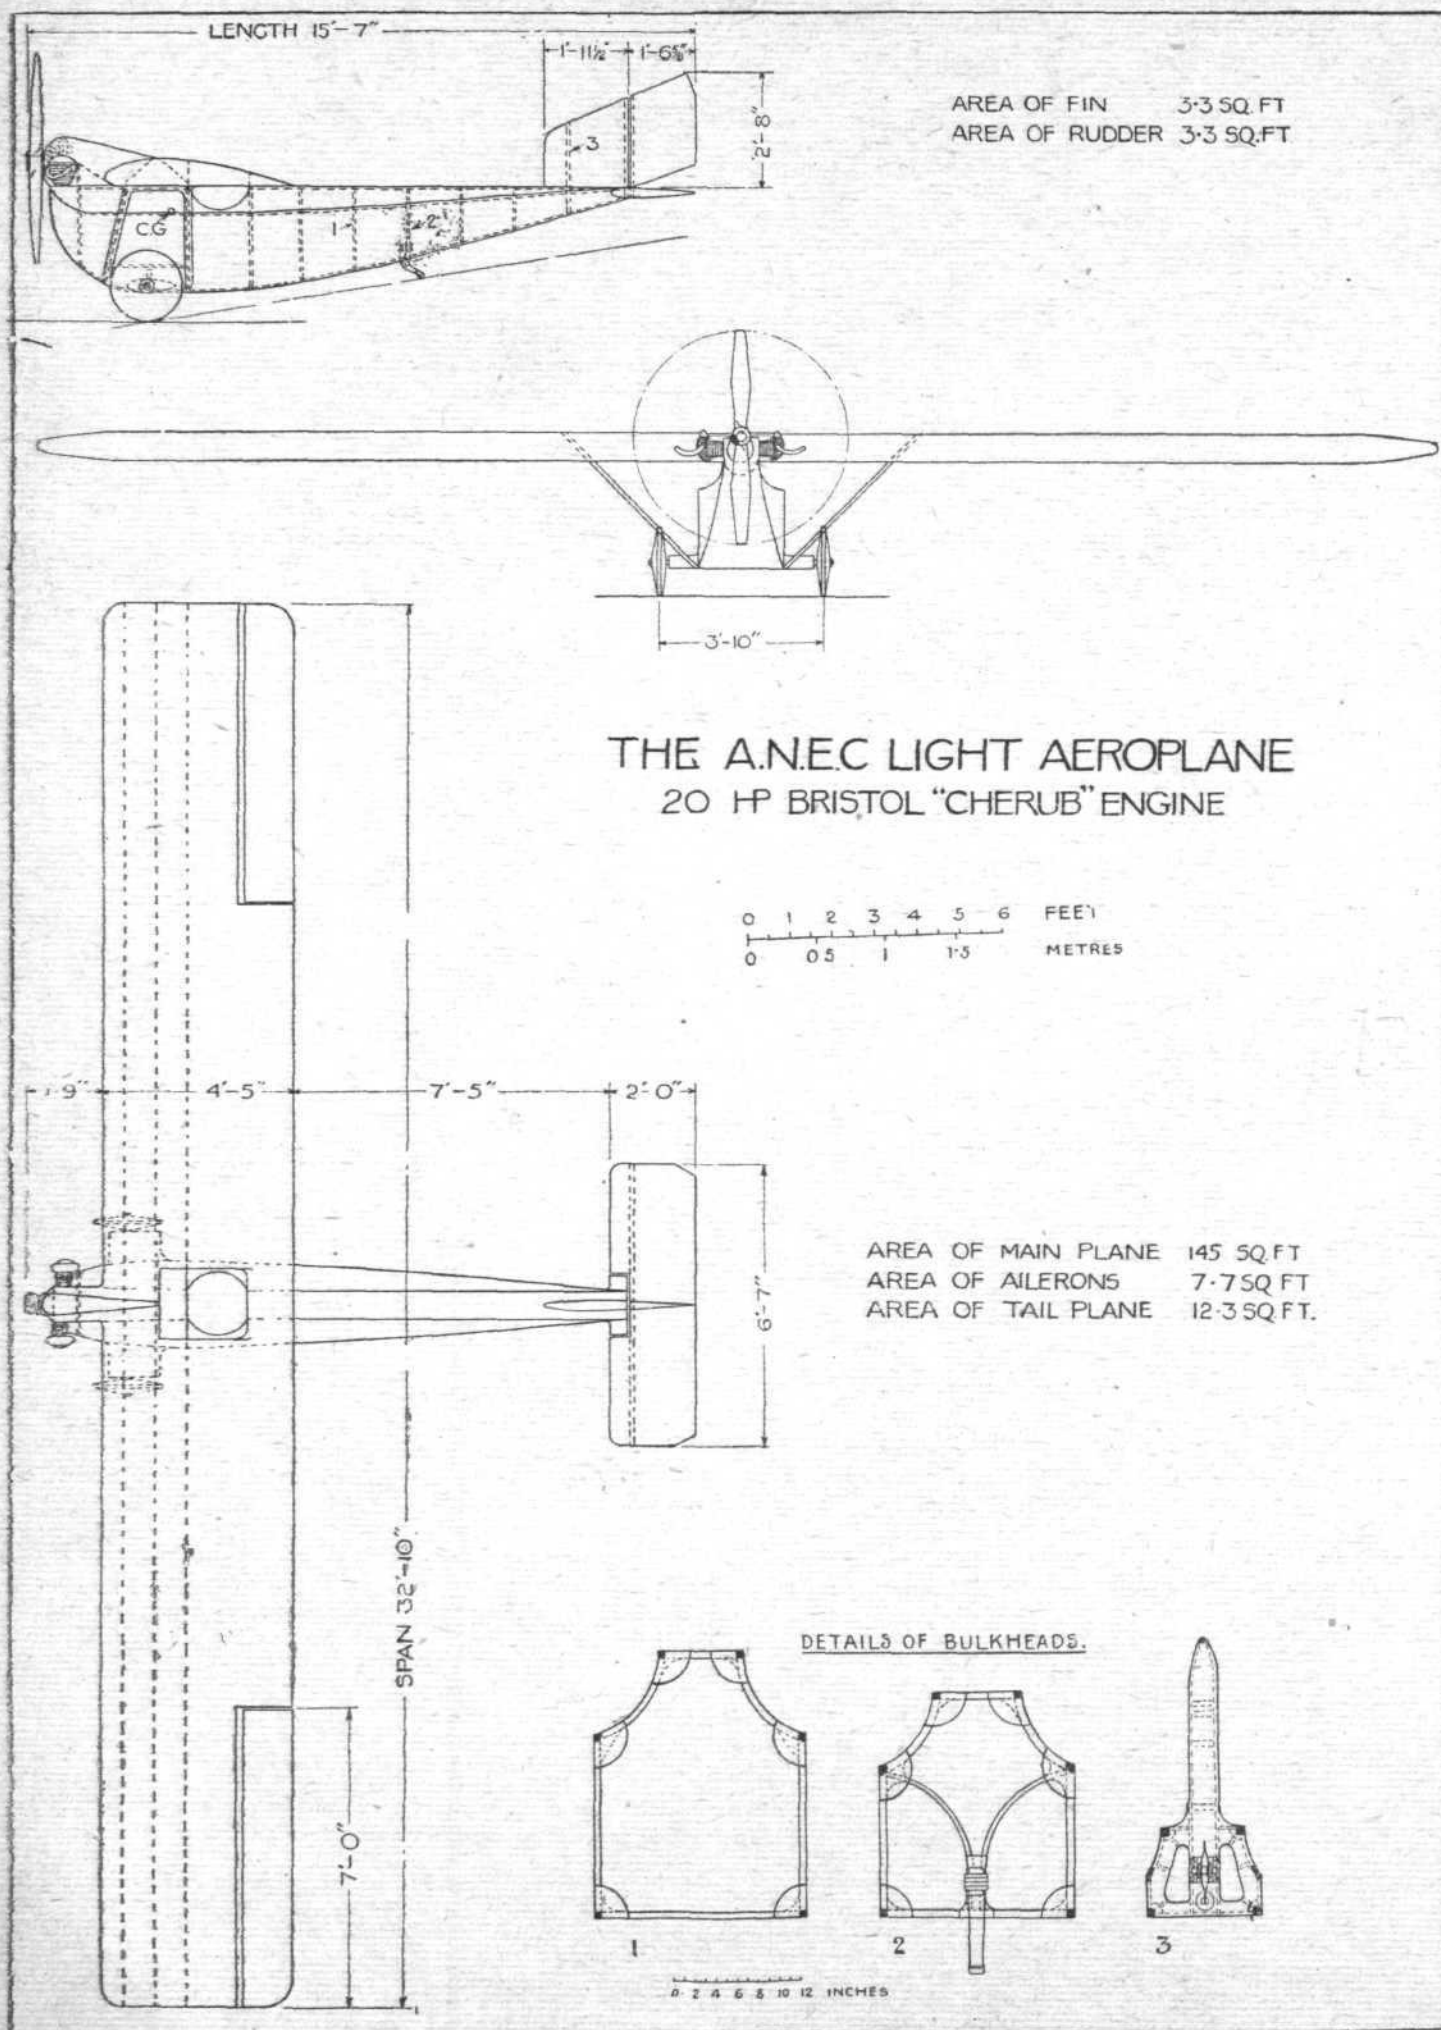 LENGTH 15'-7"
1'-11½"
1'-6⅝"
2'-8"
AREA OF FIN 3·3 SQ. FT
AREA OF RUDDER 3·3 SQ.FT
3
C.G
1
2
3'-10"
THE A.N.E.C LIGHT AEROPLANE
20 HP BRISTOL "CHERUB" ENGINE
0 1 2 3 4 5 6 FEET
0 0·5 1 1·5 METRES
1'-9"
4'-5"
7'-5"
2'-0"
6'-7"
AREA OF MAIN PLANE 145 SQ.FT
AREA OF AILERONS 7·7 SQ FT
AREA OF TAIL PLANE 12·3 SQ.FT.
SPAN 32'-10"
7'-0"
DETAILS OF BULKHEADS.
1
2
3
0 2 4 6 8 10 12 INCHES